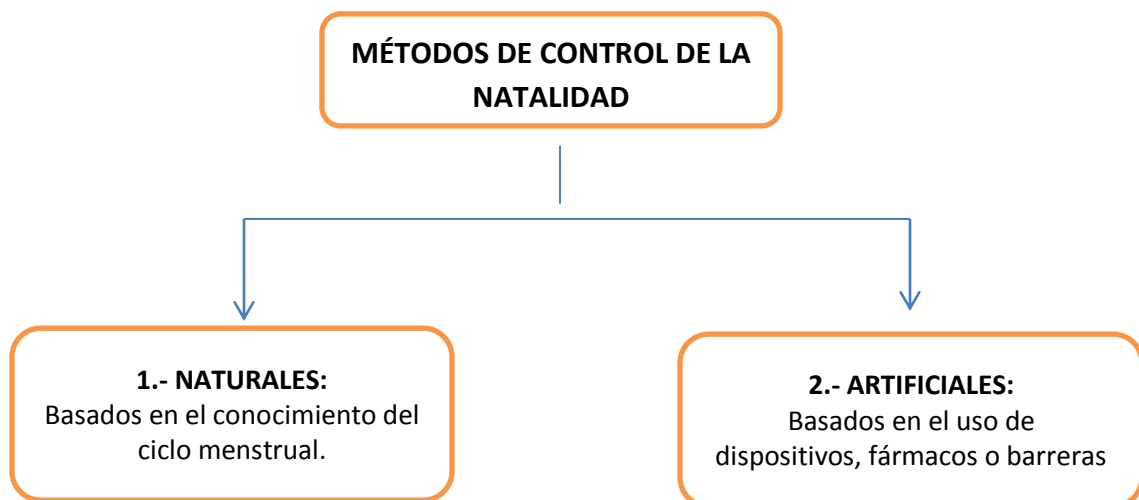 MÉTODOS DE CONTROL DE LA
NATALIDAD
1.- NATURALES:
Basados en el conocimiento del
ciclo menstrual.
2.- ARTIFICIALES:
Basados en el uso de
dispositivos, fármacos o barreras